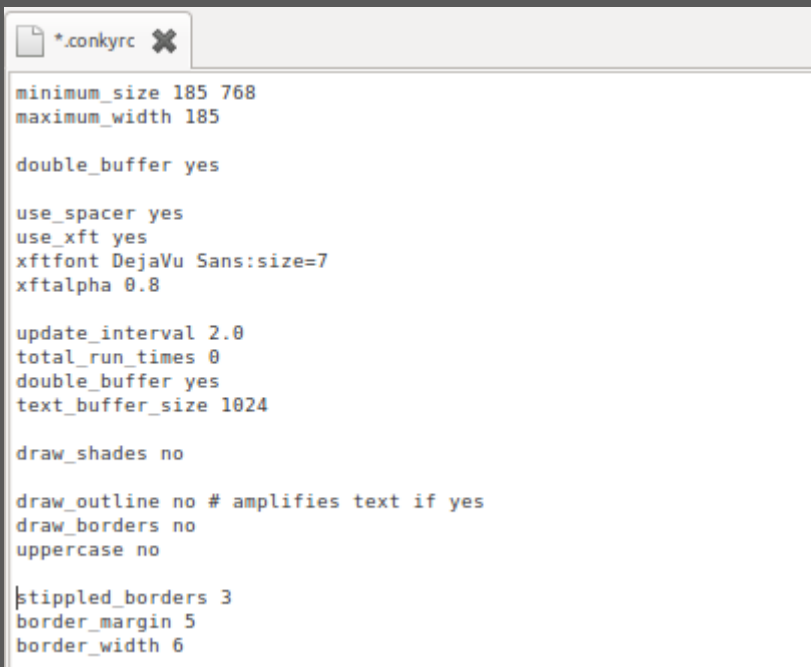 *.conkyrc
minimum_size 185 768
maximum_width 185
double_buffer yes
use_spacer yes
use_xft yes
xftfont DejaVu Sans:size=7
xftalpha 0.8
update_interval 2.0
total_run_times 0
double_buffer yes
text_buffer_size 1024
draw_shades no
draw_outline no # amplifies text if yes
draw_borders no
uppercase no
stippled_borders 3
border_margin 5
border_width 6